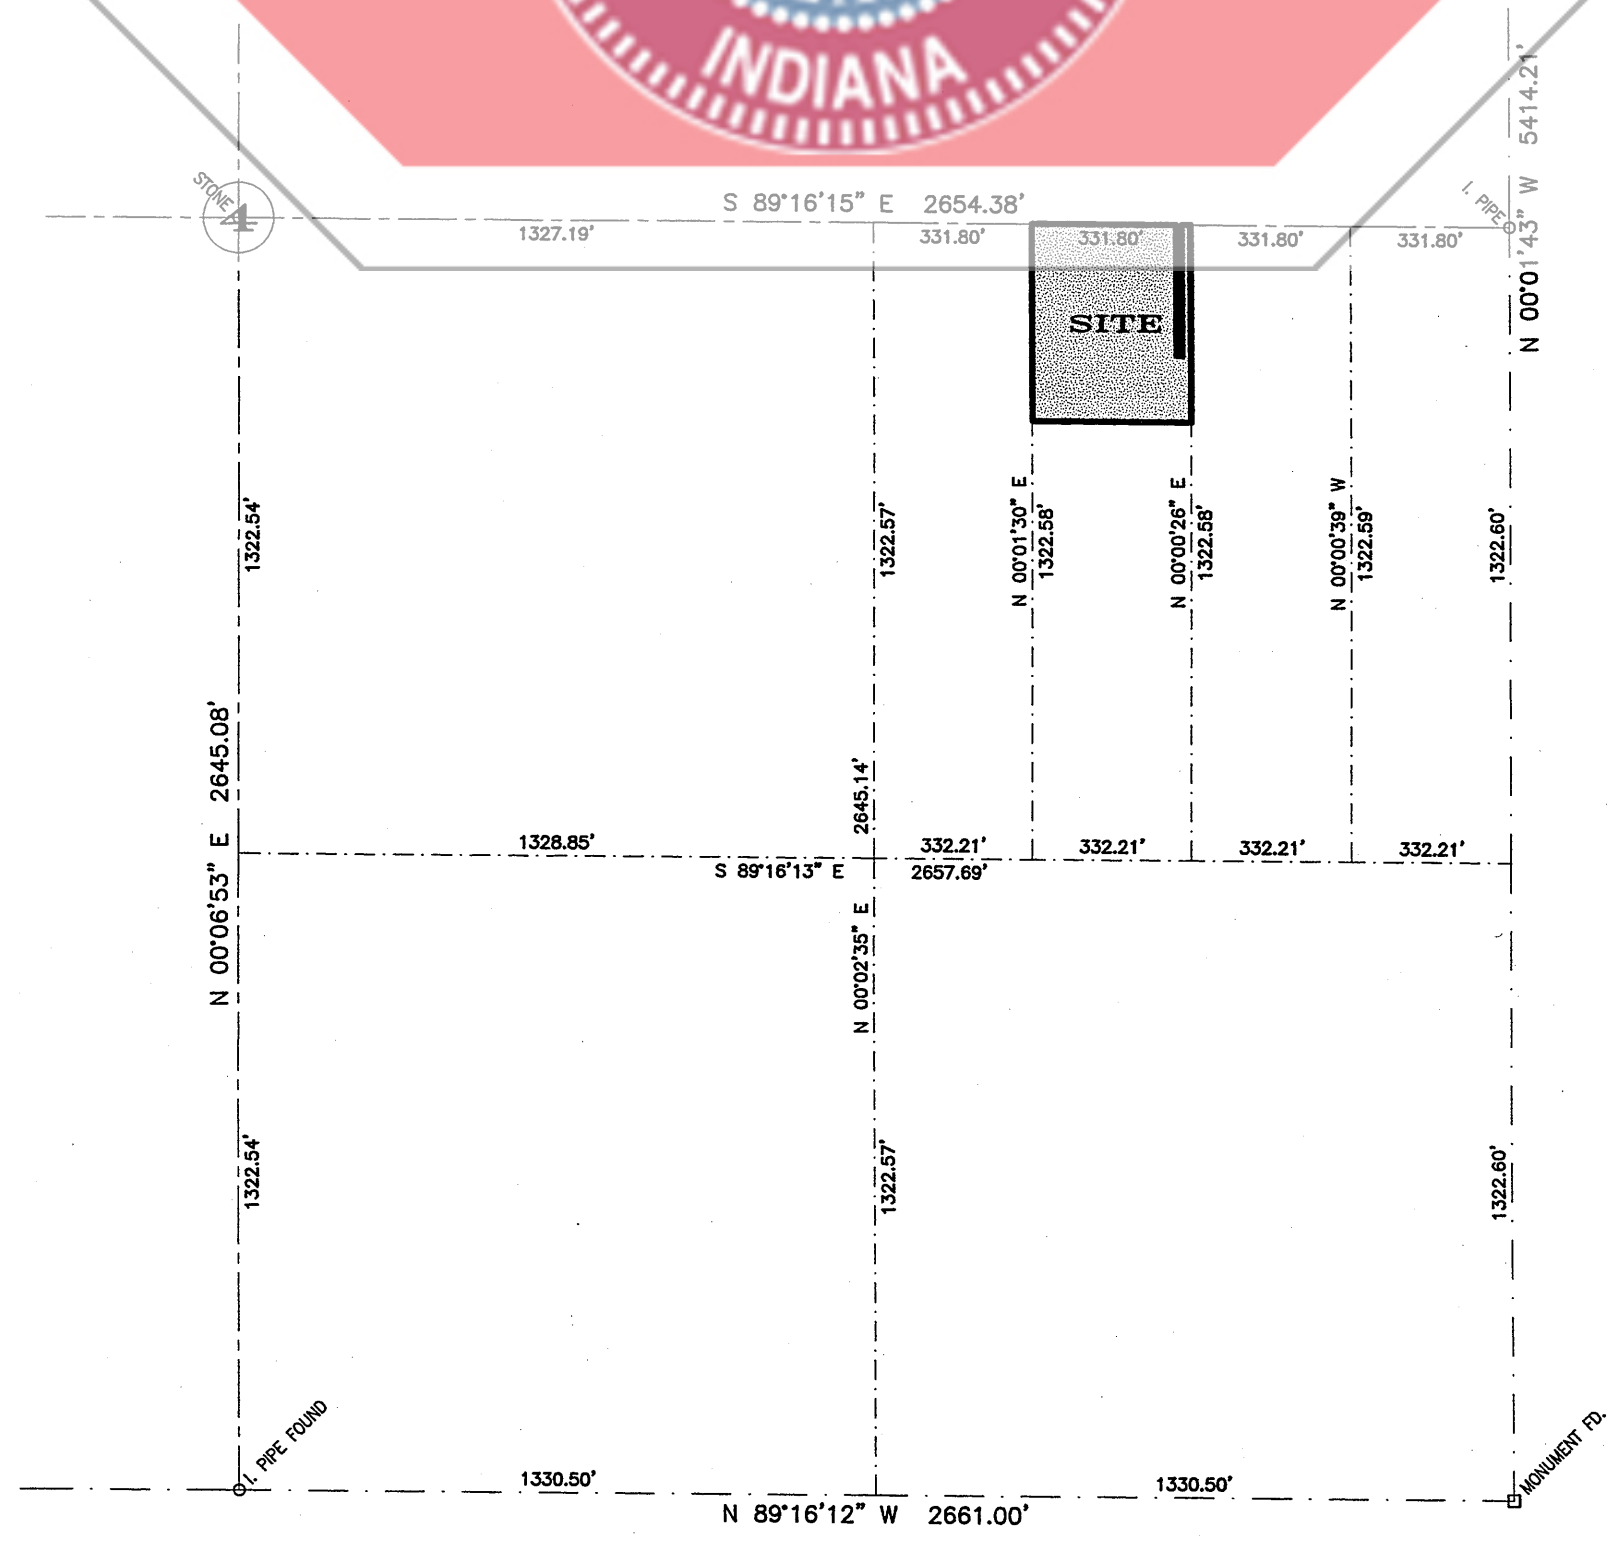 INDIANA
N 00°01'43" W 5414.21'
STONE
4
I. PIPE
S 89°16'15" E 2654.38'
1327.19'
331.80'
331.80'
331.80'
331.80'
SITE
1322.54'
1322.57'
N 00°01'30" E
1322.58'
N 00°00'26" E
1322.58'
N 00°00'39" W
1322.59'
1322.60'
N 00°06'53" E 2645.08'
2645.14'
1328.85'
332.21'
332.21'
332.21'
332.21'
S 89°16'13" E
2657.69'
N 00°02'35" E
1322.54'
1322.57'
1322.60'
I. PIPE FOUND
MONUMENT FD.
1330.50'
1330.50'
N 89°16'12" W 2661.00'